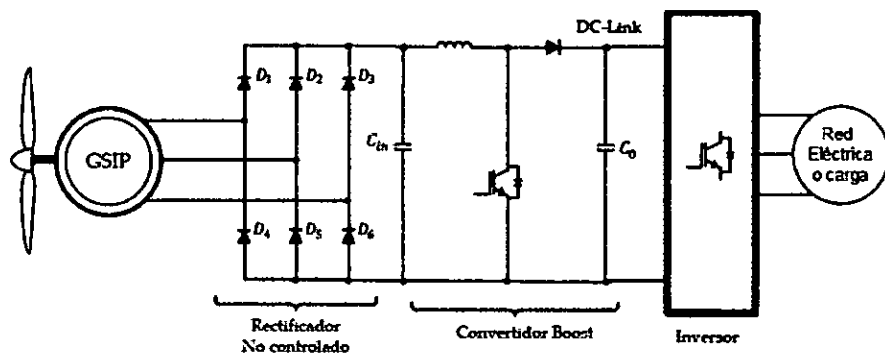 DC-Link
D1
D2
D3
GSIP
Cin
C0
Red
Eléctrica
o carga
D4
D5
D6
Rectificador
No controlado
Convertidor Boost
Inversor